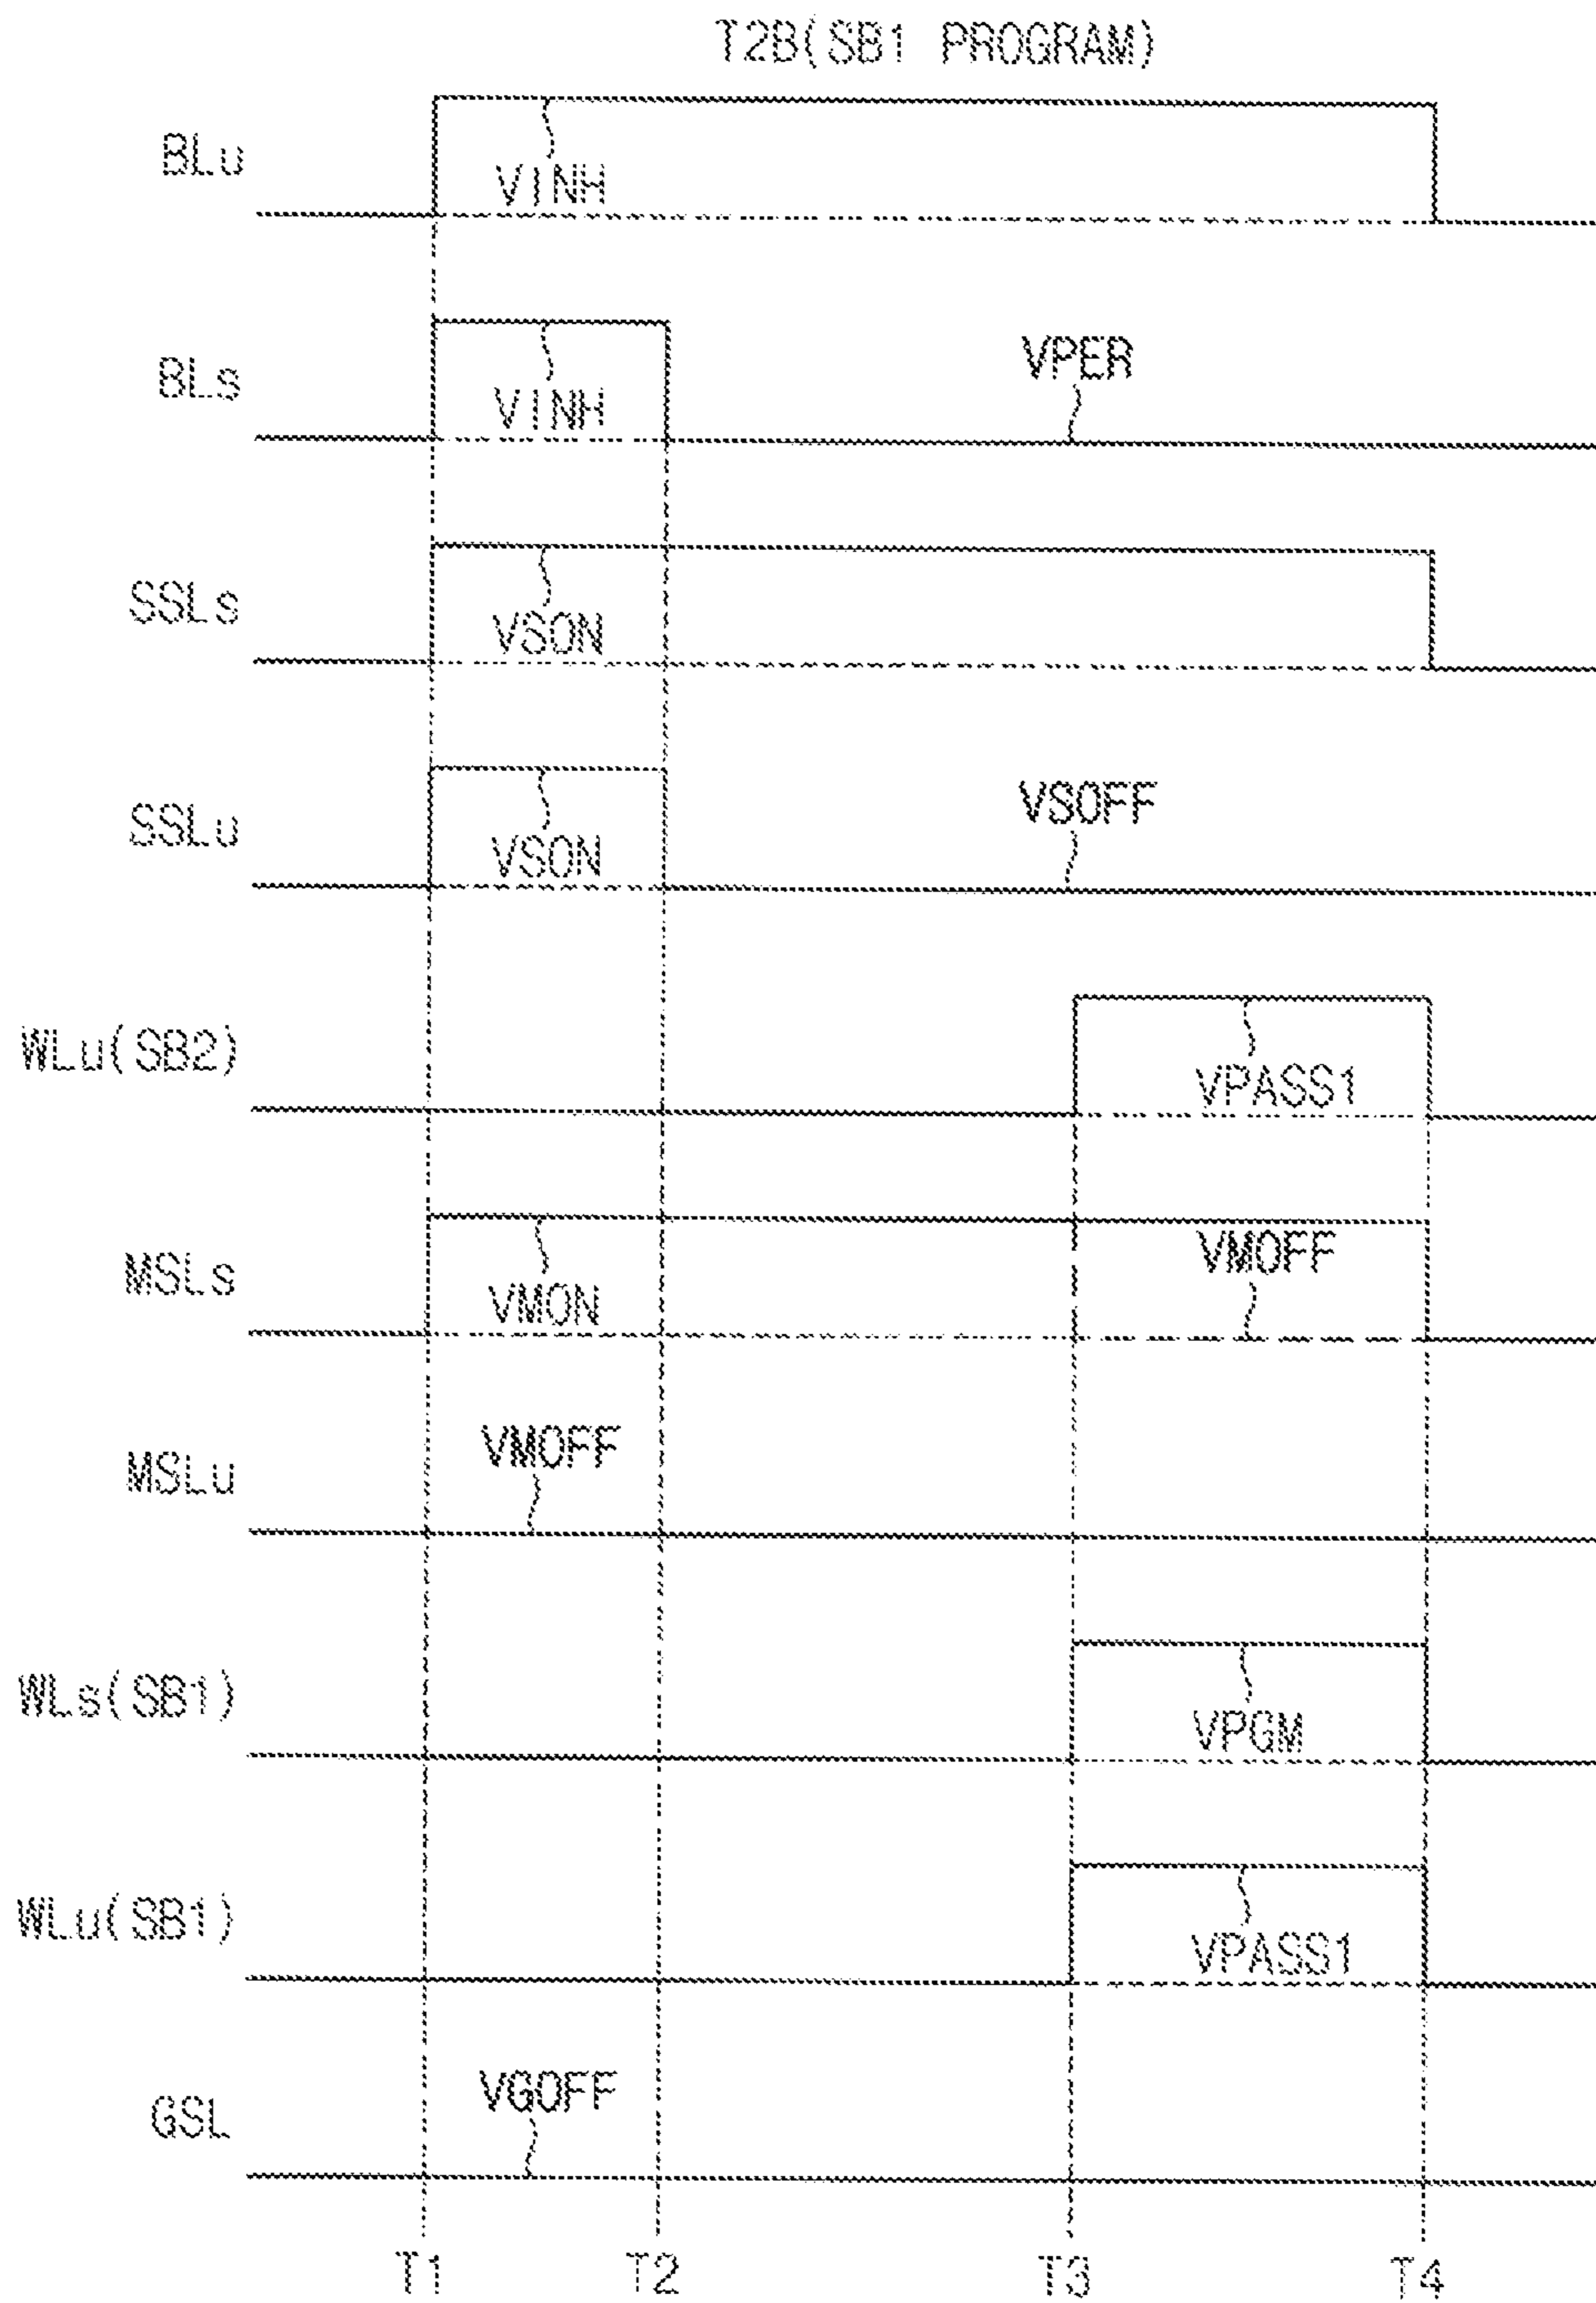 T2B(SB1 PROGRAM)
BLu
VINH
BLs
VINH
VPER
SSLs
VSON
SSLu
VSON
VSOFF
WLu(SB2)
VPASS1
MSLs
VMON
VMOFF
MSLu
VMOFF
WLs(SB1)
VPGM
WLu(SB1)
VPASS1
GSL
VGOFF
T1 T2 T3 T4